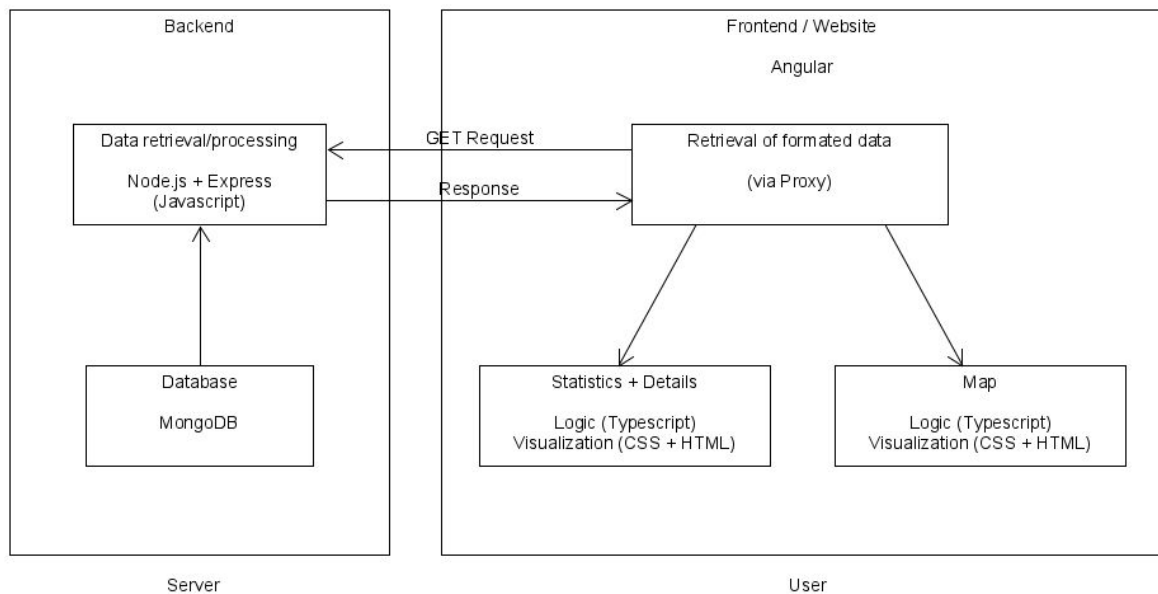 Backend
Data retrieval/processing
Node.js + Express
(Javascript)
Database
MongoDB
Server
GET Request
Response
Frontend / Website
Angular
Retrieval of formated data
(via Proxy)
Statistics + Details
Logic (Typescript)
Visualization (CSS + HTML)
Map
Logic (Typescript)
Visualization (CSS + HTML)
User